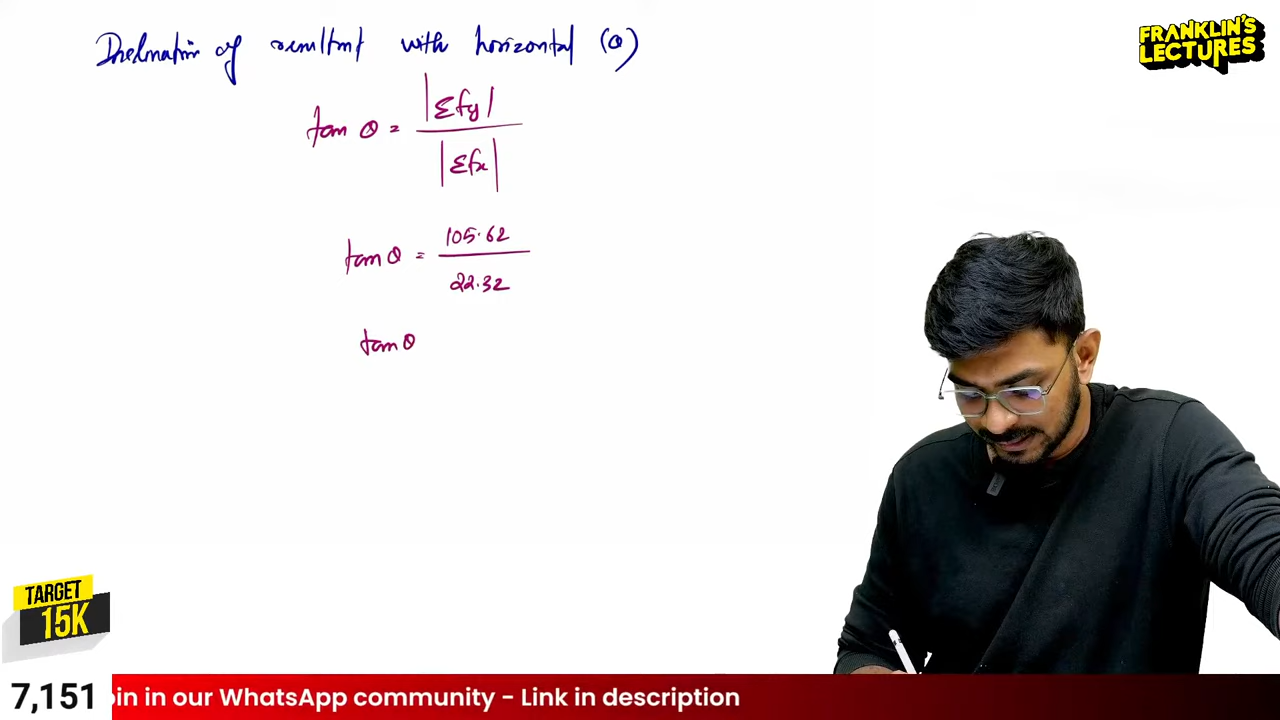 Inclination of resultant with horizontal (θ)
tan θ = |Σfy| / |Σfx|
tan θ = 105.62 / 22.32
tan θ
FRANKLIN'S
LECTURES
TARGET
15K
7,151
oin in our WhatsApp community - Link in description